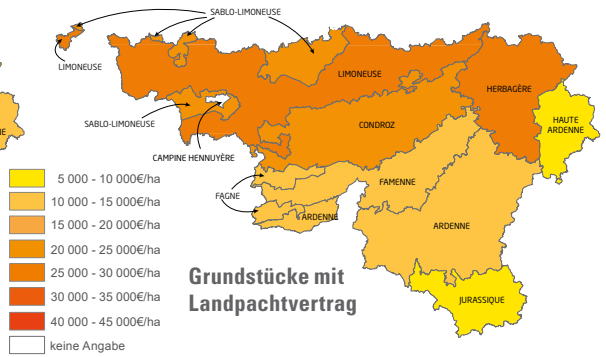 SABLO-LIMONEUSE
LIMONEUSE
LIMONEUSE
HERBAGÈRE
HAUTE
ARDENNE
CONDROZ
SABLO-LIMONEUSE
CAMPINE HENNUYÈRE
FAGNE
FAMENNE
ARDENNE
ARDENNE
JURASSIQUE
NE
5 000 - 10 000€/ha
10 000 - 15 000€/ha
15 000 - 20 000€/ha
20 000 - 25 000€/ha
25 000 - 30 000€/ha
30 000 - 35 000€/ha
40 000 - 45 000€/ha
keine Angabe
Grundstücke mit
Landpachtvertrag